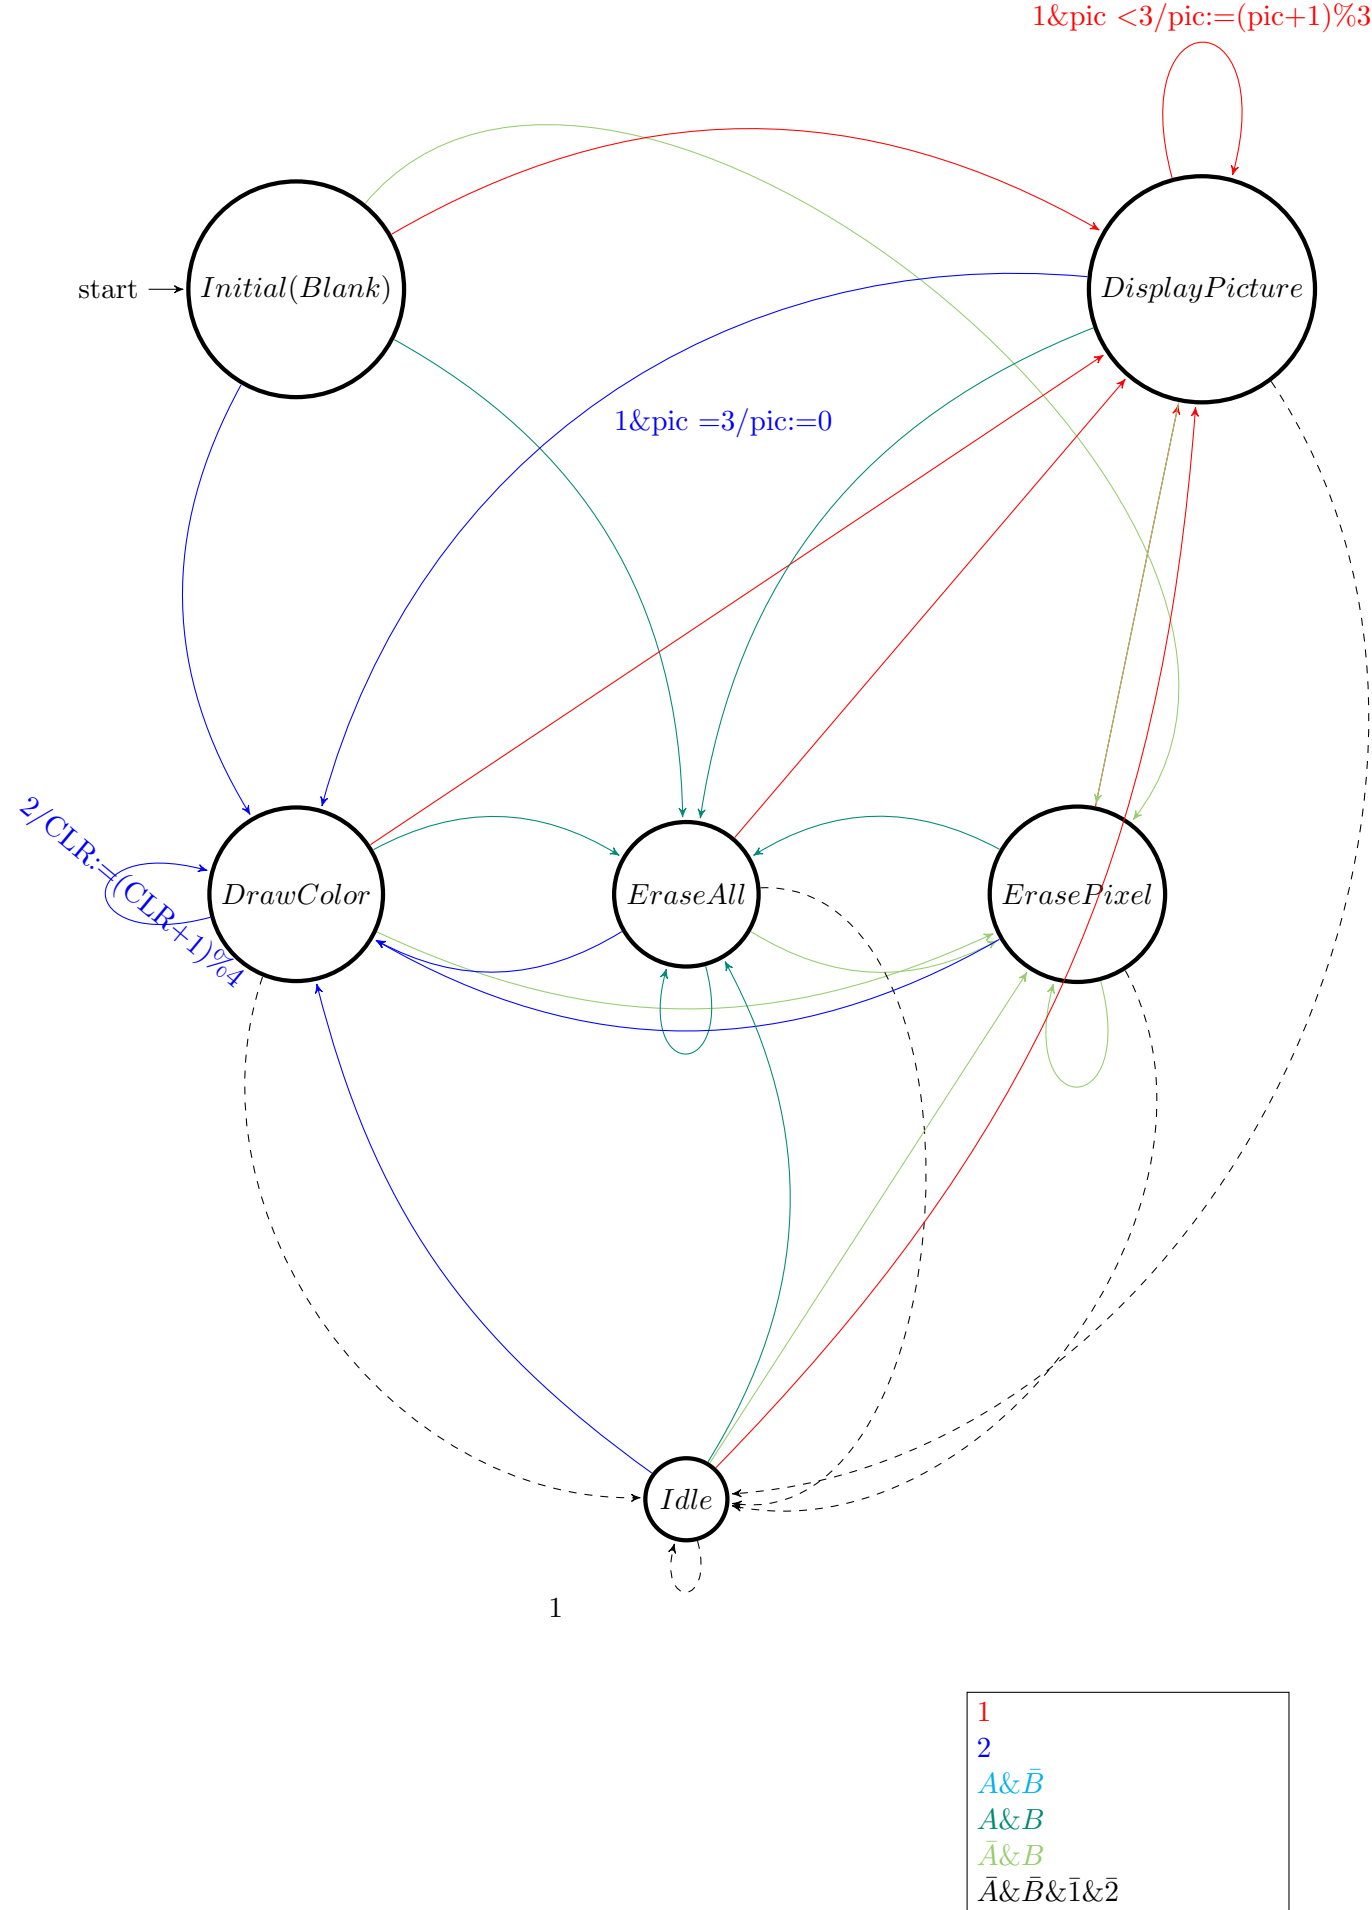 1&pic <3/pic:=(pic+1)%3
start
Initial(Blank)
DisplayPicture
1&pic =3/pic:=0
2/CLR:=(CLR+1)%4
DrawColor
EraseAll
ErasePixel
Idle
1
1
2
A&B̄
A&B
Ā&B
Ā&B̄&1̄&2̄